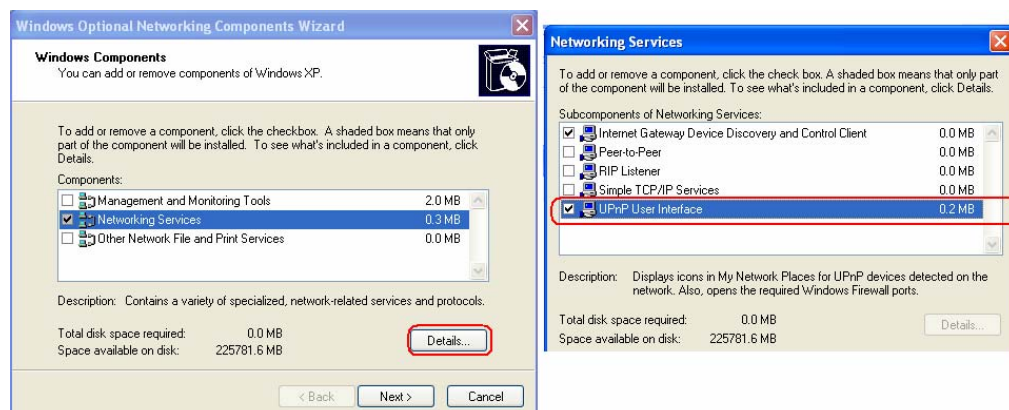 Windows Optional Networking Components Wizard
Windows Components
You can add or remove components of Windows XP.
To add or remove a component, click the checkbox. A shaded box means that only
part of the component will be installed. To see what's included in a component, click
Details.
Components:
Management and Monitoring Tools 2.0 MB
Networking Services 0.3 MB
Other Network File and Print Services 0.0 MB
Description: Contains a variety of specialized, network-related services and protocols.
Total disk space required: 0.0 MB
Space available on disk: 225781.6 MB
Details...
< Back Next > Cancel
Networking Services
To add or remove a component, click the check box. A shaded box means that only part
of the component will be installed. To see what's included in a component, click Details.
Subcomponents of Networking Services:
Internet Gateway Device Discovery and Control Client 0.0 MB
Peer-to-Peer 0.0 MB
RIP Listener 0.0 MB
Simple TCP/IP Services 0.0 MB
UPnP User Interface 0.2 MB
Description: Displays icons in My Network Places for UPnP devices detected on the
network. Also, opens the required Windows Firewall ports.
Total disk space required: 0.0 MB
Space available on disk: 225781.6 MB
Details...